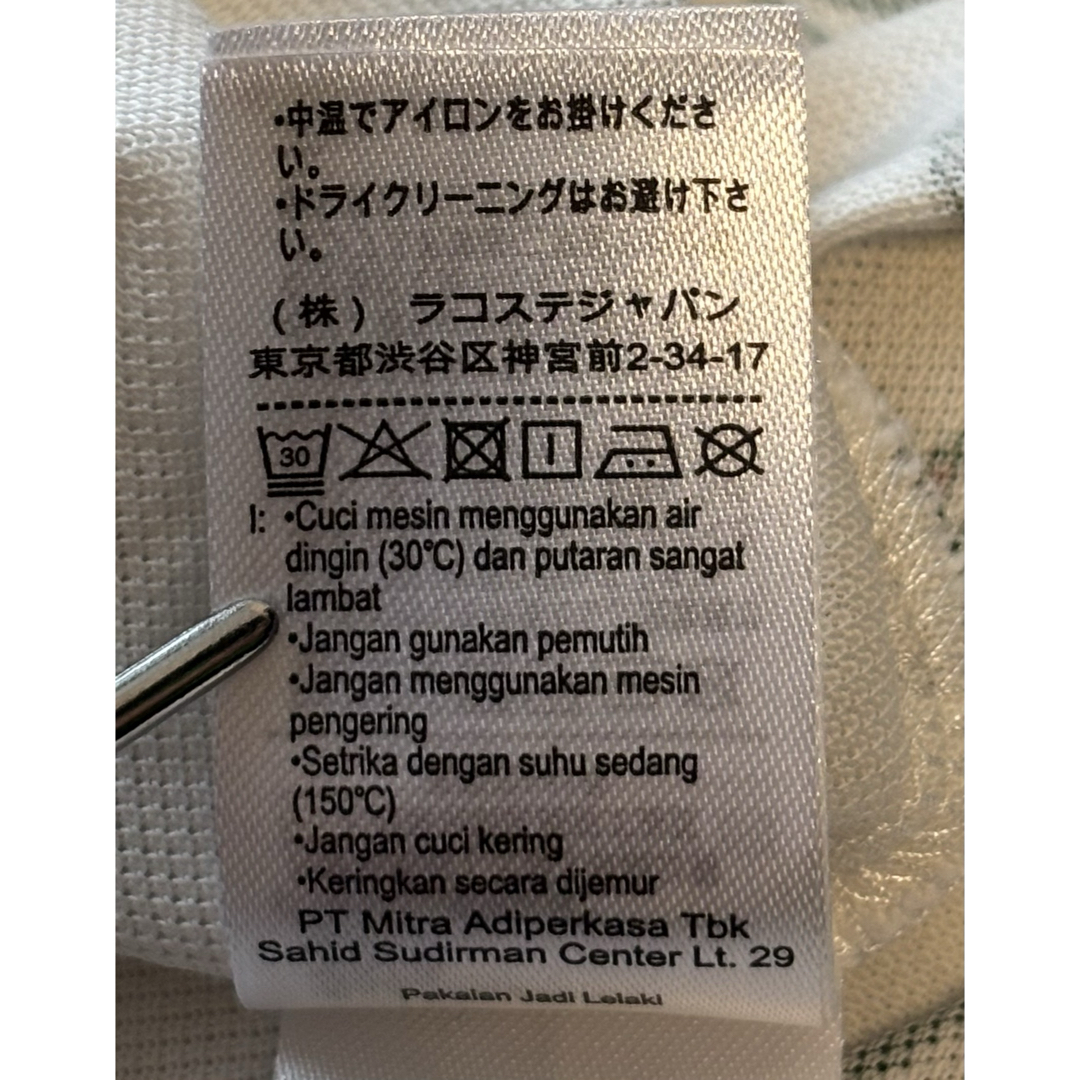 •中温でアイロンをお掛けくださ
い。
•ドライクリーニングはお避け下さ
い。
(株) ラコステジャパン
東京都渋谷区神宮前2-34-17
30
I: •Cuci mesin menggunakan air
dingin (30°C) dan putaran sangat
lambat
•Jangan gunakan pemutih
•Jangan menggunakan mesin
pengering
•Setrika dengan suhu sedang
(150°C)
•Jangan cuci kering
•Keringkan secara dijemur
PT Mitra Adiperkasa Tbk
Sahid Sudirman Center Lt. 29
Pakaian Jadi Lelaki